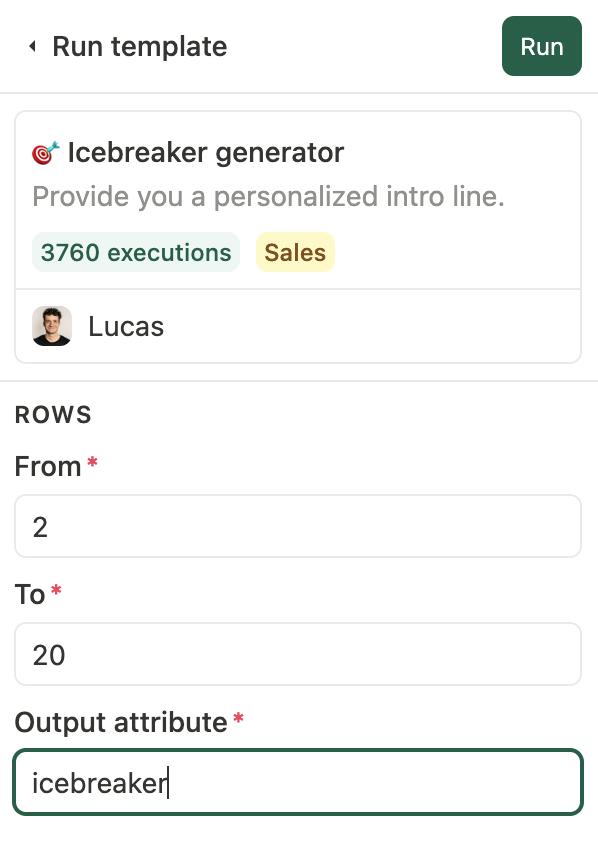 Run template
Run
Icebreaker generator
Provide you a personalized intro line.
3760 executions Sales
Lucas
ROWS
From *
2
To *
20
Output attribute *
icebreaker